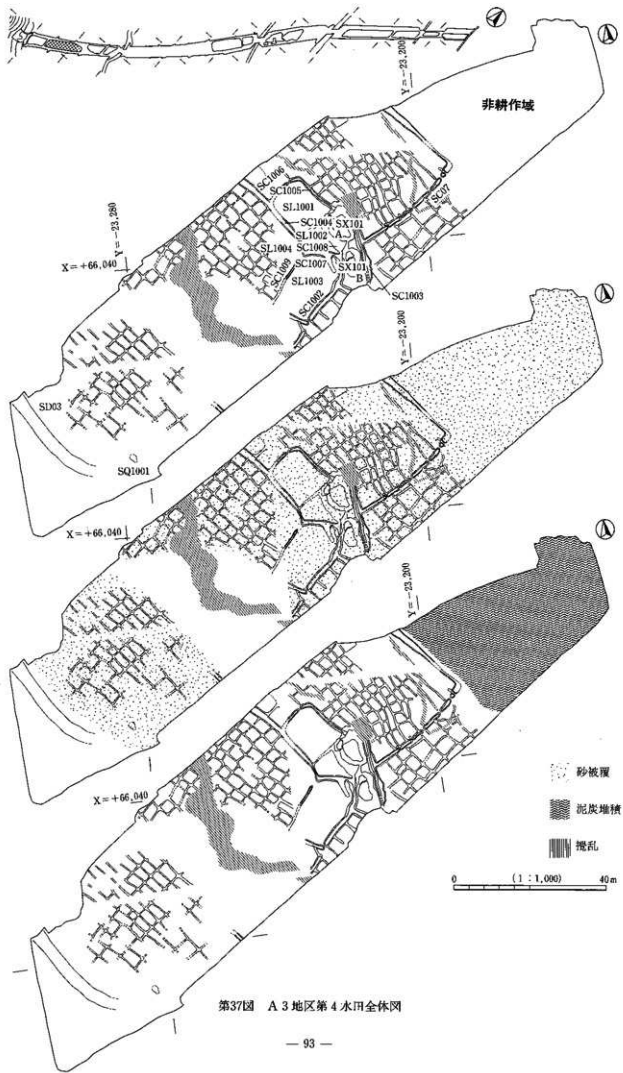 Y=-23,200
非耕作域
SC1006
SC1005
SC07
SL1001
SX101
SC1004
A
SL1002
Y=-23,280
SL1004
SC1008
X=+66,040
SC1009
SC1007
SX101
SL1003
B
SC1002
SC1003
Y=-23,200
SD03
SQ1001
X=+66,040
Y=-23,200
X=+66,040
砂被覆
泥炭堆積
攪乱
0 (1:1,000) 40m
第37図 A3地区第4水田全体図
— 93 —